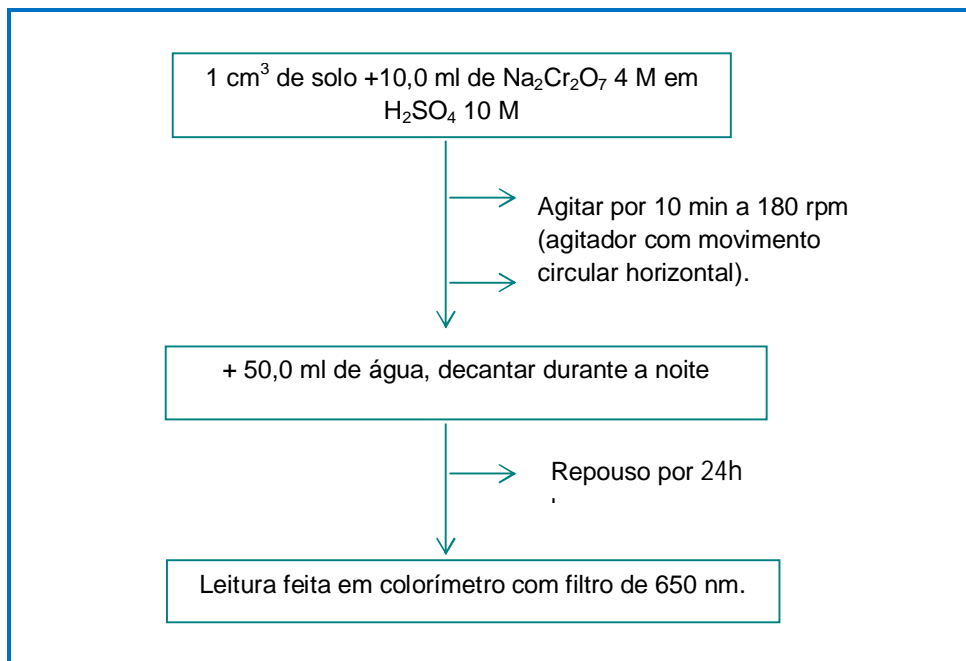 1 cm³ de solo +10,0 ml de Na₂Cr₂O₇ 4 M em
H₂SO₄ 10 M
Agitar por 10 min a 180 rpm
(agitador com movimento
circular horizontal).
+ 50,0 ml de água, decantar durante a noite
Repouso por 24h
Leitura feita em colorímetro com filtro de 650 nm.